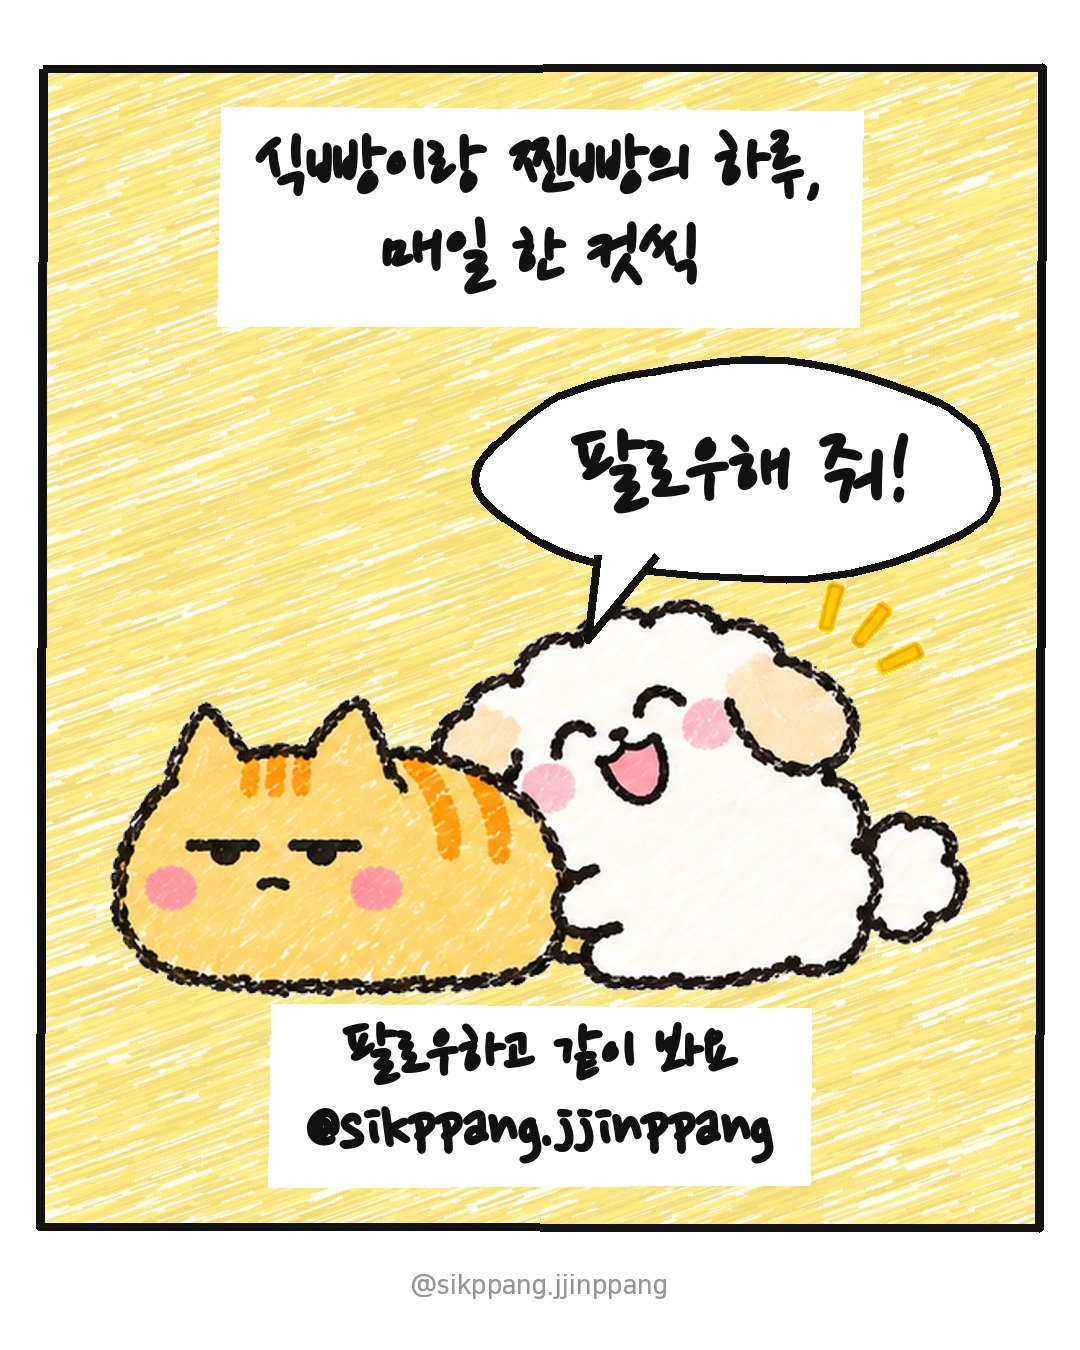 식빵이랑 찐빵의 하루,
매일 한 컷씩
팔로우해 줘!
팔로우하고 같이 봐요
@sikppang.jjinppang
@sikppang.jjinppang